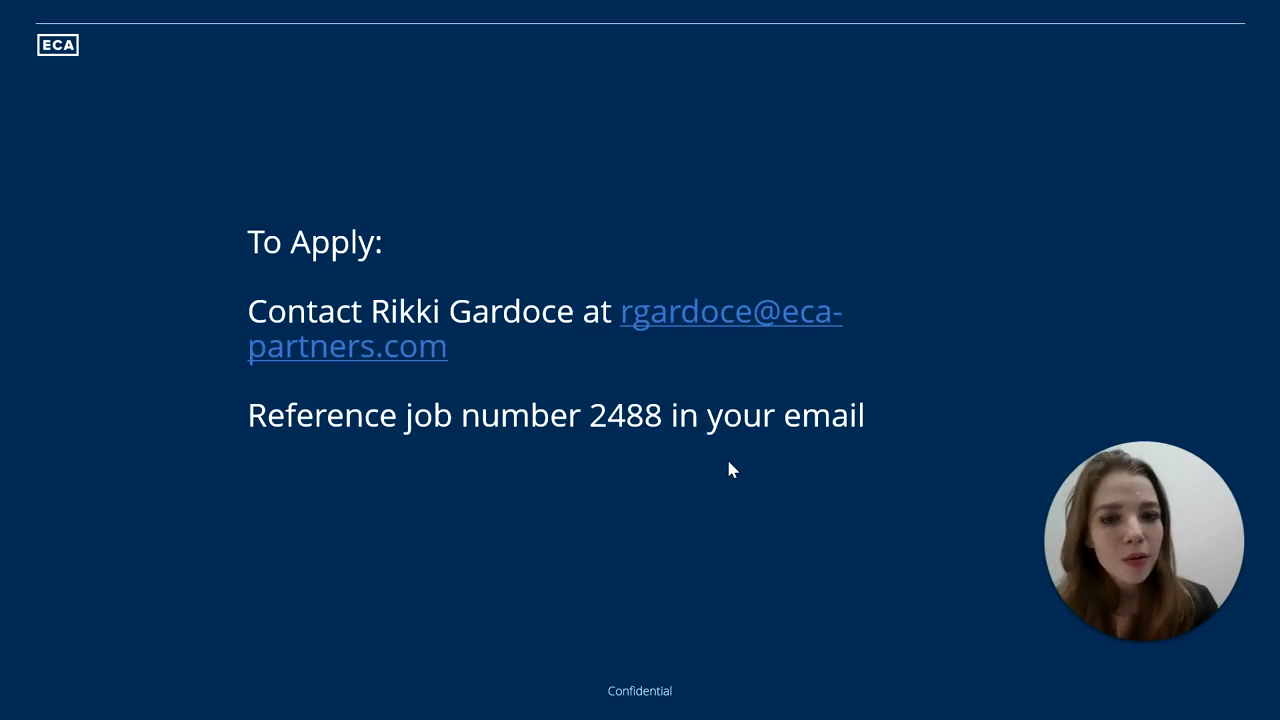 ECA
To Apply:
Contact Rikki Gardoce at rgardoce@eca-
partners.com
Reference job number 2488 in your email
Confidential